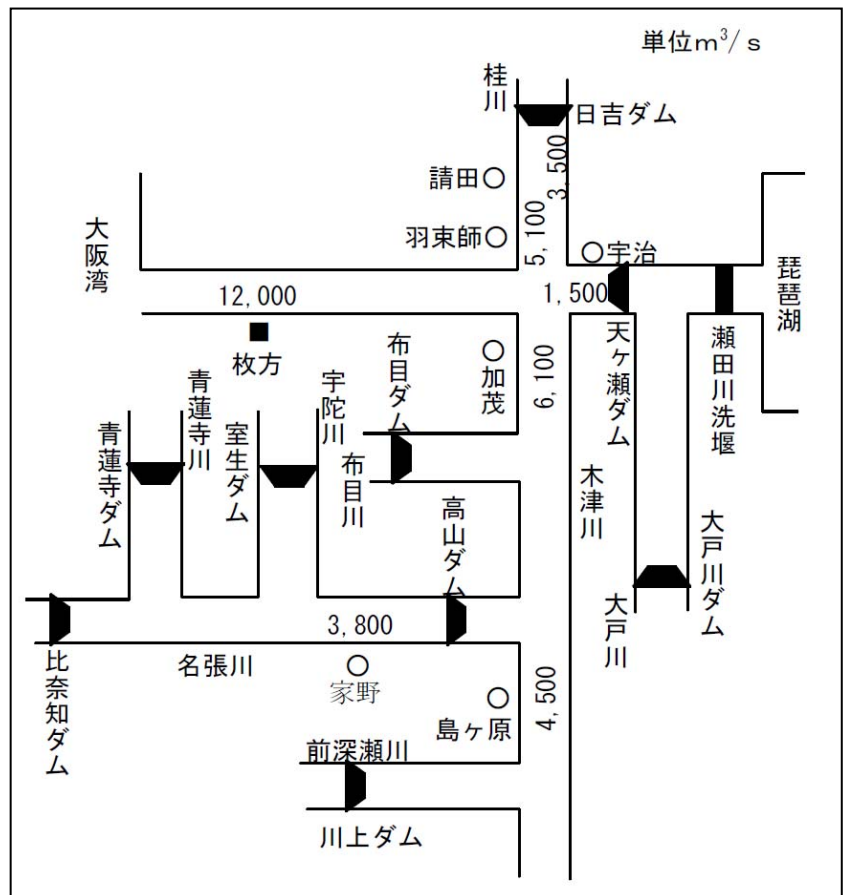 単位m³/s
桂川
日吉ダム
請田
3,500
羽束師
5,100
大阪湾
宇治
琵琶湖
12,000
1,500
枚方
布目ダム
加茂
6,100
天ヶ瀬ダム
瀬田川洗堰
青蓮寺川
宇陀川
青蓮寺ダム
室生ダム
布目川
木津川
高山ダム
大戸川ダム
大戸川
3,800
比奈知ダム
名張川
家野
島ヶ原
4,500
前深瀬川
川上ダム